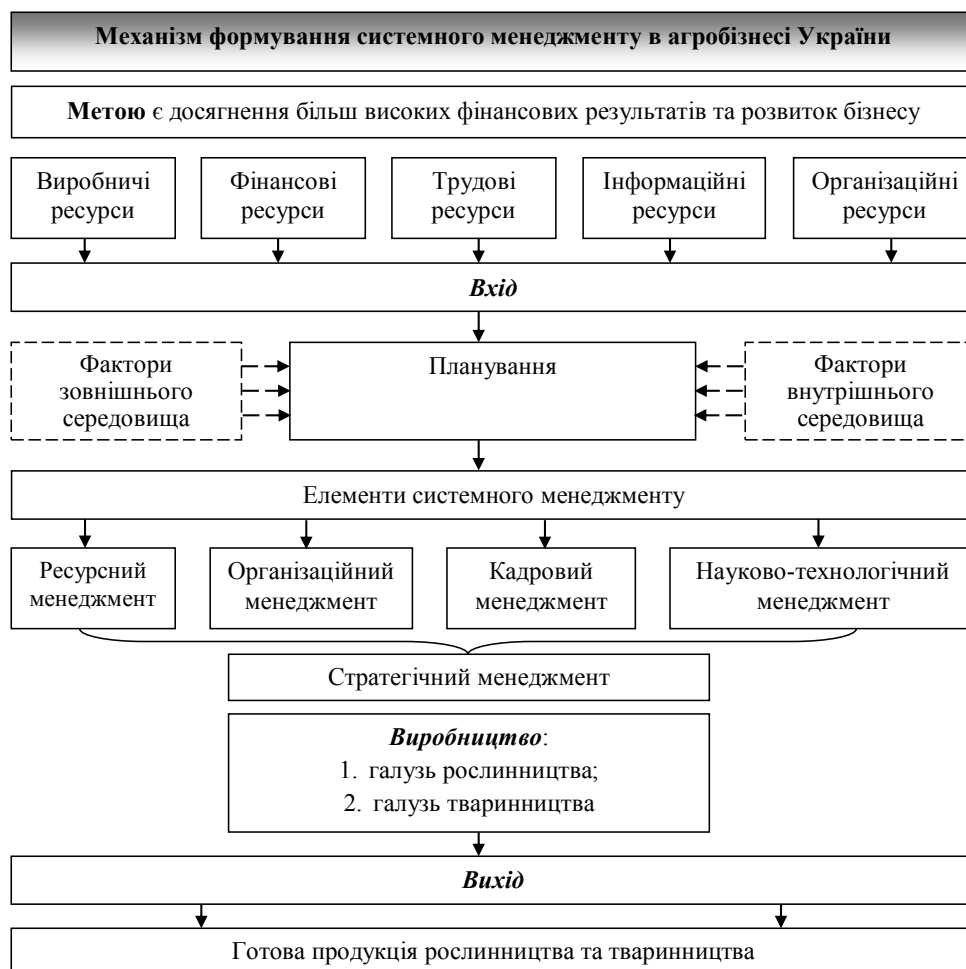 Механізм формування системного менеджменту в агробізнесі України
Метою є досягнення більш високих фінансових результатів та розвиток бізнесу
Виробничі
ресурси
Фінансові
ресурси
Трудові
ресурси
Інформаційні
ресурси
Організаційні
ресурси
Вхід
Фактори
зовнішнього
середовища
Планування
Фактори
внутрішнього
середовища
Елементи системного менеджменту
Ресурсний
менеджмент
Організаційний
менеджмент
Кадровий
менеджмент
Науково-технологічний
менеджмент
Стратегічний менеджмент
Виробництво:
1. галузь рослинництва;
2. галузь тваринництва
Вихід
Готова продукція рослинництва та тваринництва